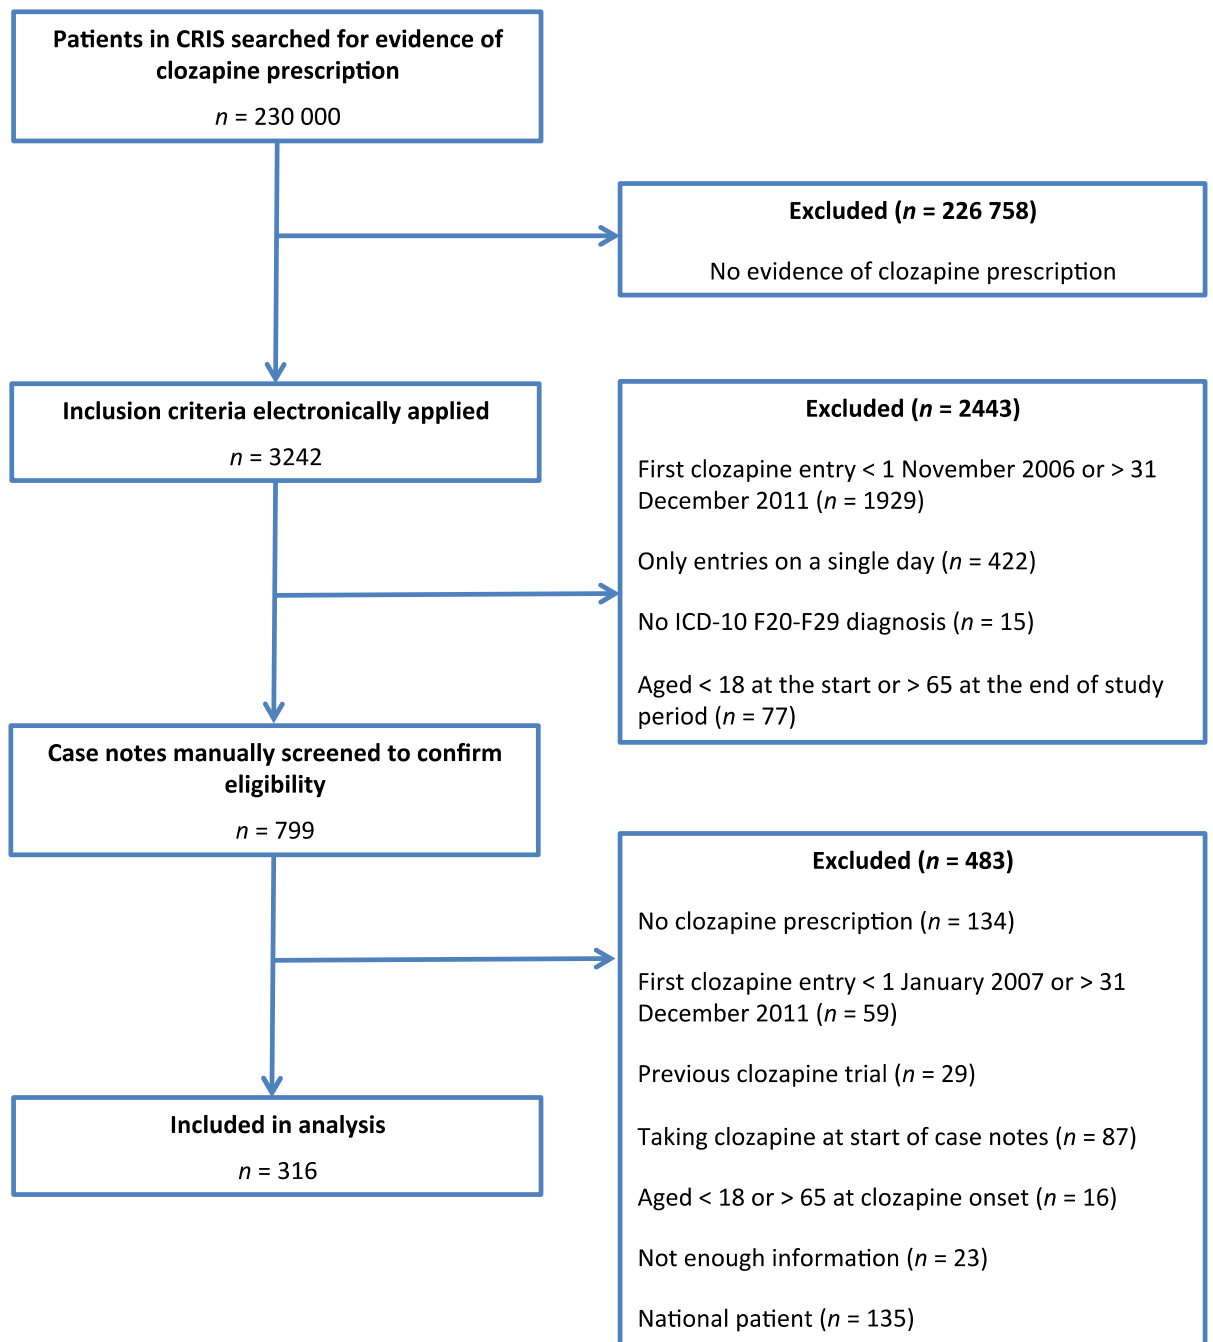 Patients in CRIS searched for evidence of
clozapine prescription
n = 230 000
Excluded (n = 226 758)
No evidence of clozapine prescription
Inclusion criteria electronically applied
n = 3242
Excluded (n = 2443)
First clozapine entry < 1 November 2006 or > 31
December 2011 (n = 1929)
Only entries on a single day (n = 422)
No ICD-10 F20-F29 diagnosis (n = 15)
Aged < 18 at the start or > 65 at the end of study
period (n = 77)
Case notes manually screened to confirm
eligibility
n = 799
Excluded (n = 483)
No clozapine prescription (n = 134)
First clozapine entry < 1 January 2007 or > 31
December 2011 (n = 59)
Previous clozapine trial (n = 29)
Taking clozapine at start of case notes (n = 87)
Aged < 18 or > 65 at clozapine onset (n = 16)
Not enough information (n = 23)
National patient (n = 135)
Included in analysis
n = 316